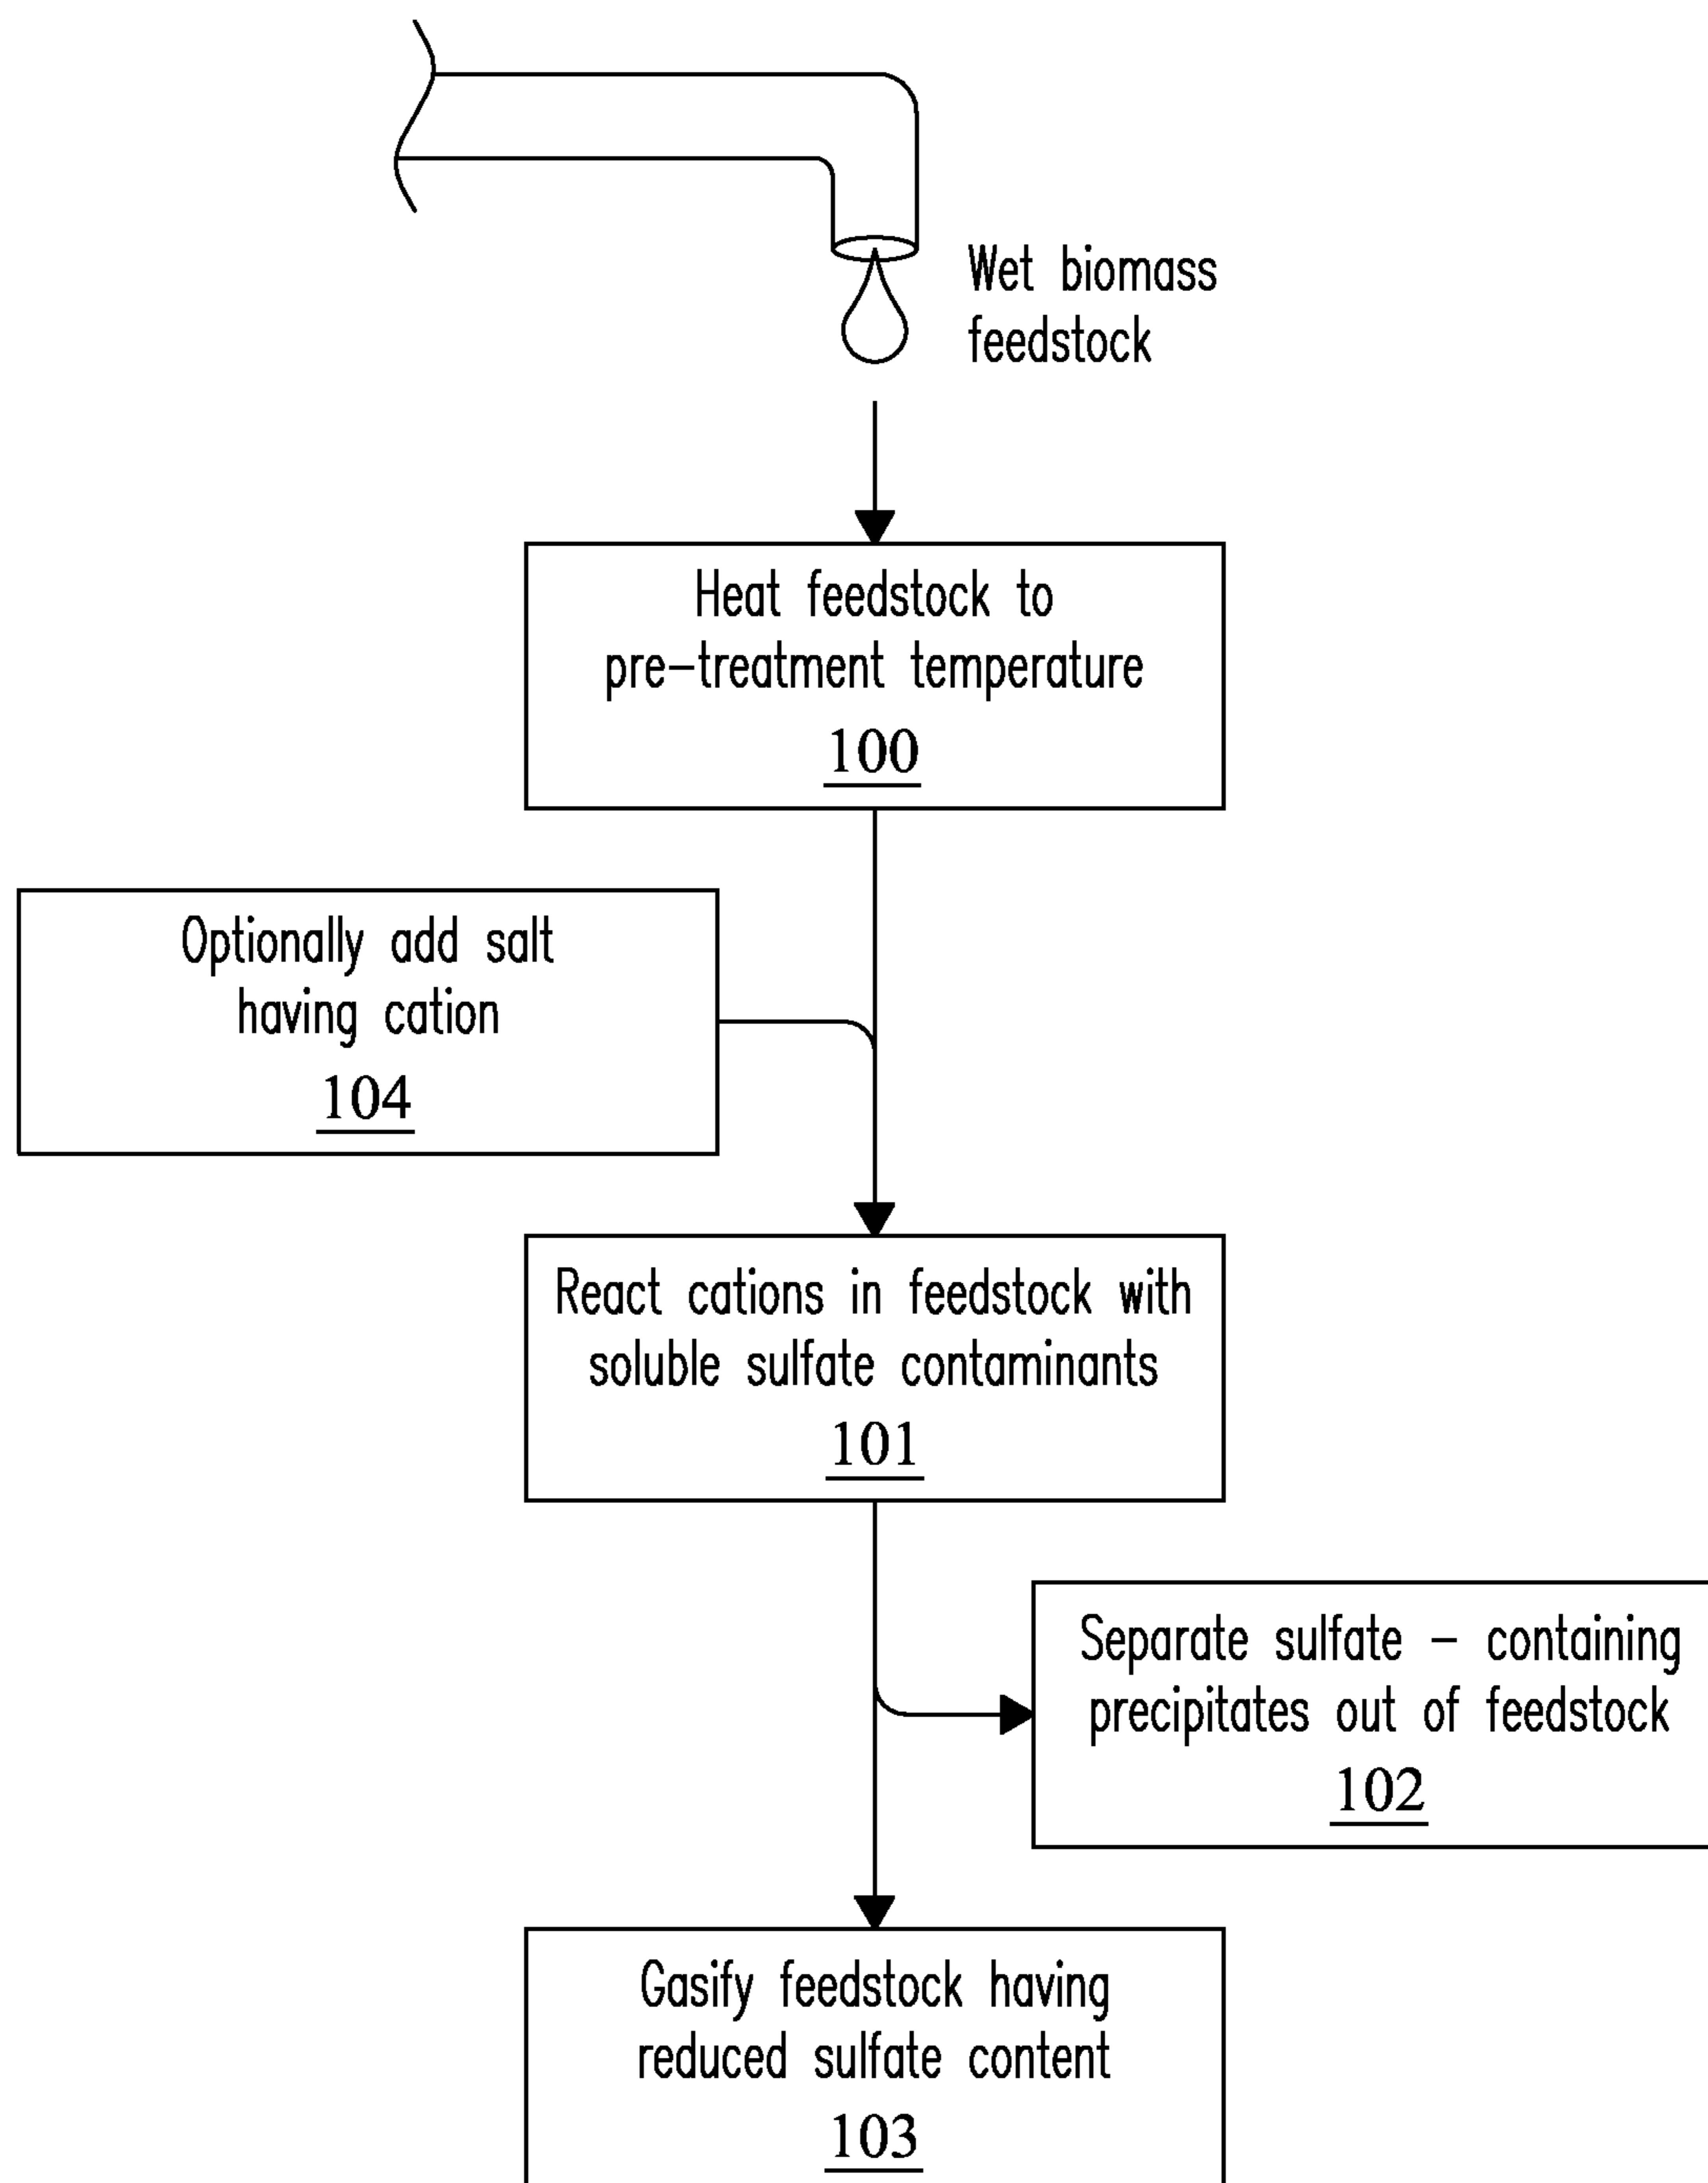 Wet biomass
feedstock
Heat feedstock to
pre-treatment temperature
100
Optionally add salt
having cation
104
React cations in feedstock with
soluble sulfate contaminants
101
Separate sulfate - containing
precipitates out of feedstock
102
Gasify feedstock having
reduced sulfate content
103